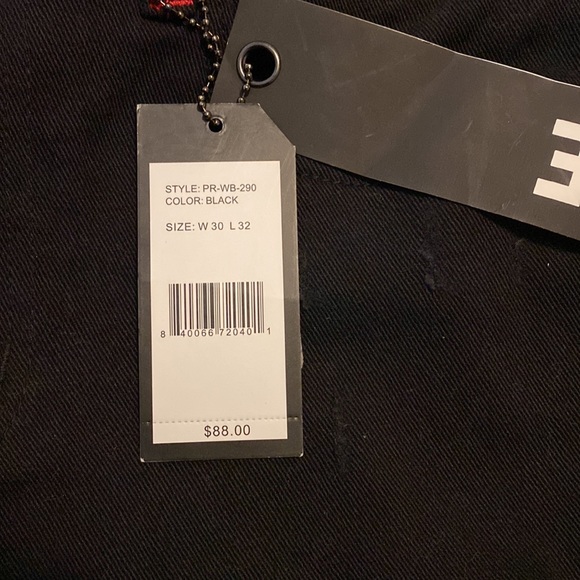 STYLE: PR-WB-290
COLOR: BLACK
SIZE: W 30 L 32
8 40066 72040 1
$88.00